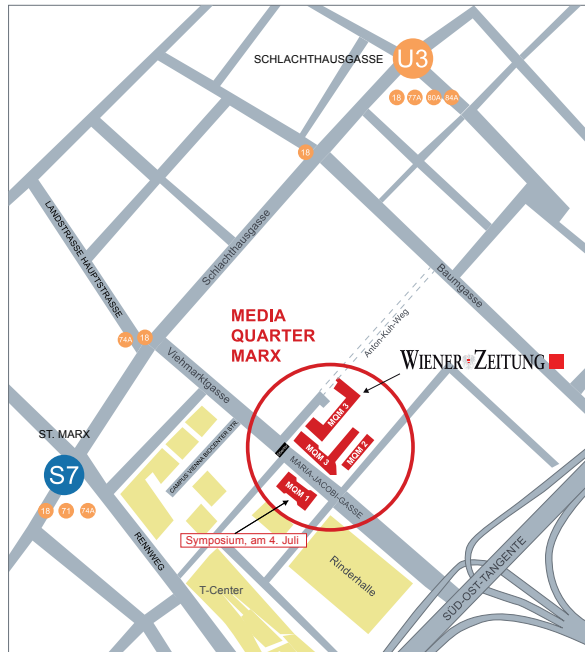 SCHLACHTHAUSGASSE
U3
18 77A 80A 84A
18
LANDSTRASSE HAUPTSTRASSE
Schlachthausgasse
Baumgasse
Anton-Kuh-Weg
MEDIA
QUARTER
MARX
74A 18
Viehmarktgasse
WIENER ZEITUNG
MQM 3
ST. MARX
S7
CAMPUS VIENNA BIOCENTER STR.
MQM 3
MQM 2
MARIA-JACOBI-GASSE
MQM 1
18 71 74A
Symposium, am 4. Juli
RENNWEG
Rinderhalle
T-Center
SÜD-OST-TANGENTE